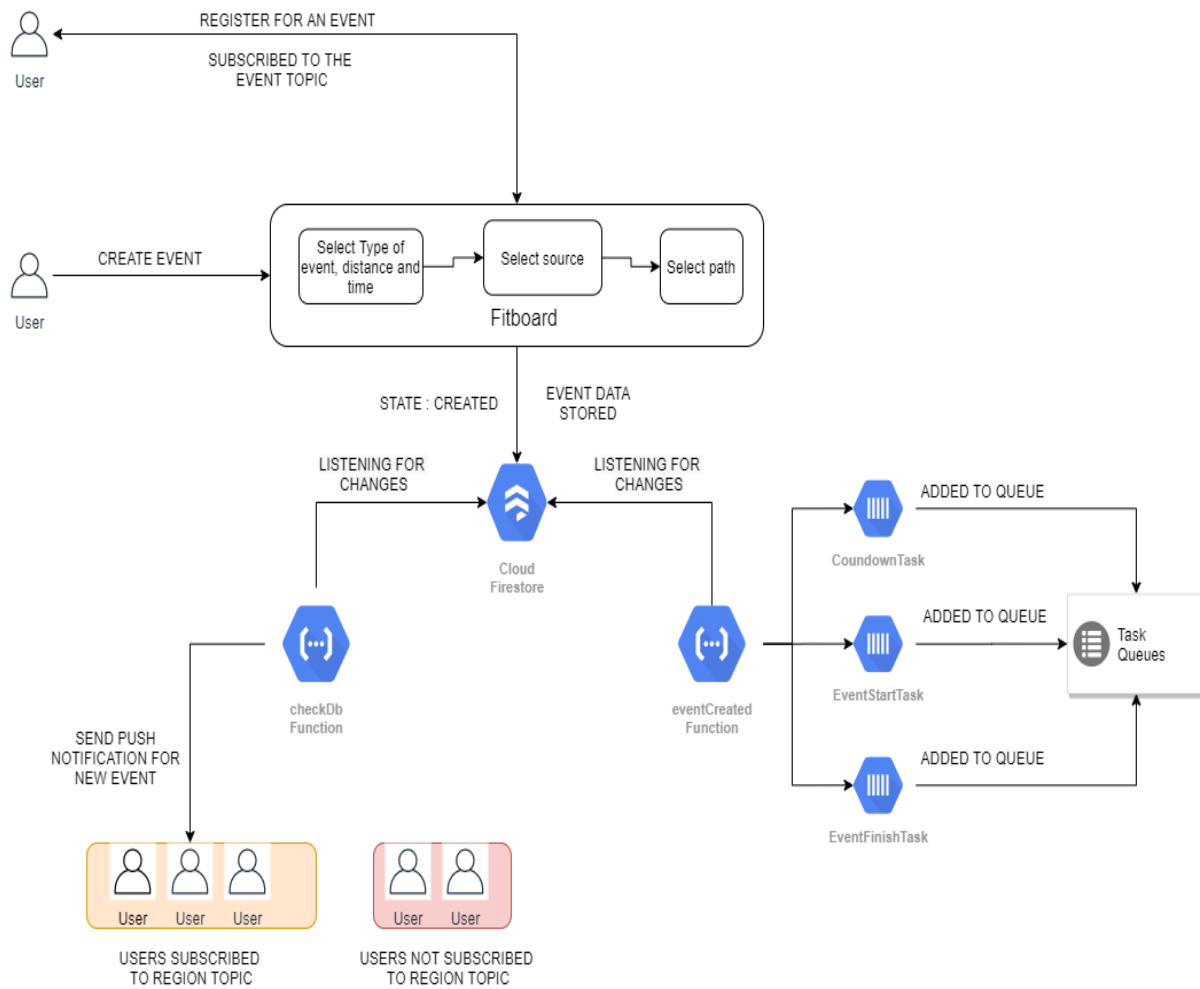 REGISTER FOR AN EVENT
User
SUBSCRIBED TO THE
EVENT TOPIC
CREATE EVENT
User
Select Type of
event, distance and
time
Select source
Select path
Fitboard
STATE : CREATED
EVENT DATA
STORED
LISTENING FOR
CHANGES
LISTENING FOR
CHANGES
Cloud
Firestore
ADDED TO QUEUE
CoundownTask
ADDED TO QUEUE
Task
Queues
EventStartTask
checkDb
Function
eventCreated
Function
ADDED TO QUEUE
EventFinishTask
SEND PUSH
NOTIFICATION FOR
NEW EVENT
User
User
User
User
User
USERS SUBSCRIBED
TO REGION TOPIC
USERS NOT SUBSCRIBED
TO REGION TOPIC